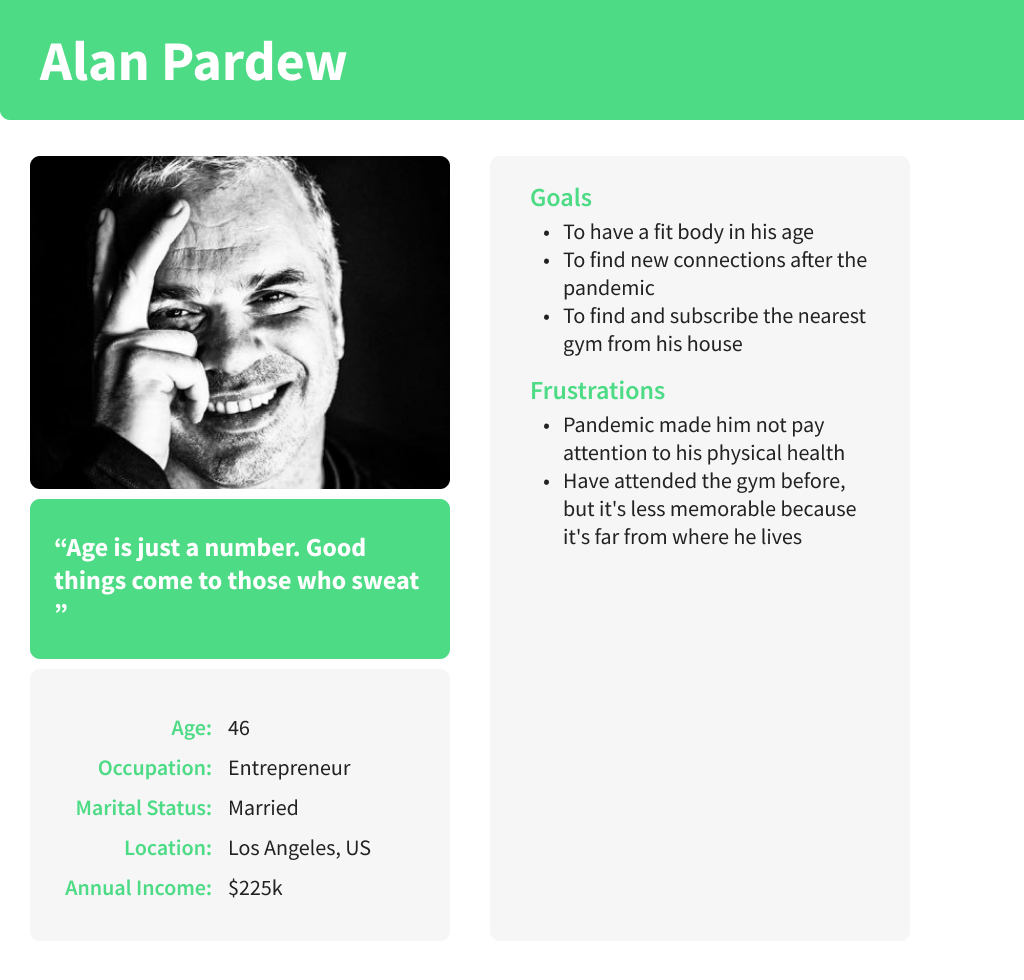 Alan Pardew
“Age is just a number. Good
things come to those who sweat
”
Age: 46
Occupation: Entrepreneur
Marital Status: Married
Location: Los Angeles, US
Annual Income: $225k
Goals
• To have a fit body in his age
• To find new connections after the
pandemic
• To find and subscribe the nearest
gym from his house
Frustrations
• Pandemic made him not pay
attention to his physical health
• Have attended the gym before,
but it's less memorable because
it's far from where he lives